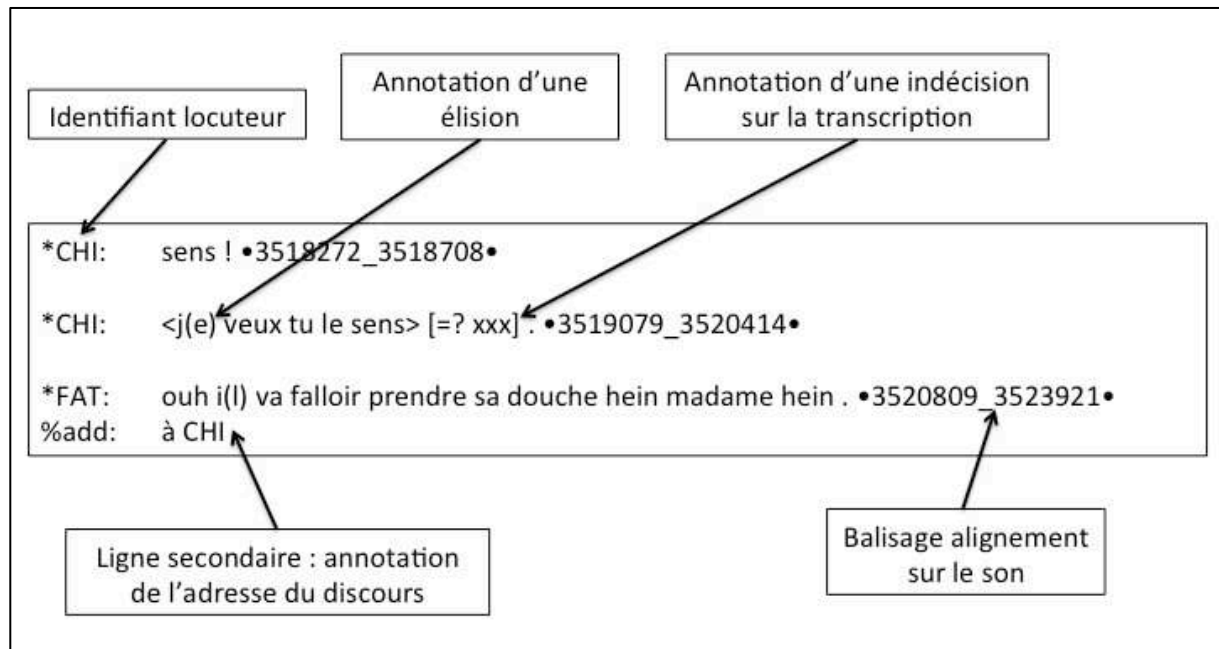 Identifiant locuteur
Annotation d'une
élision
Annotation d'une indécision
sur la transcription
*CHI: sens ! •3518272_3518708•
*CHI: <j(e) veux tu le sens> [=? xxx] . •3519079_3520414•
*FAT: ouh i(l) va falloir prendre sa douche hein madame hein . •3520809_3523921•
%add: à CHI
Ligne secondaire : annotation
de l'adresse du discours
Balisage alignement
sur le son